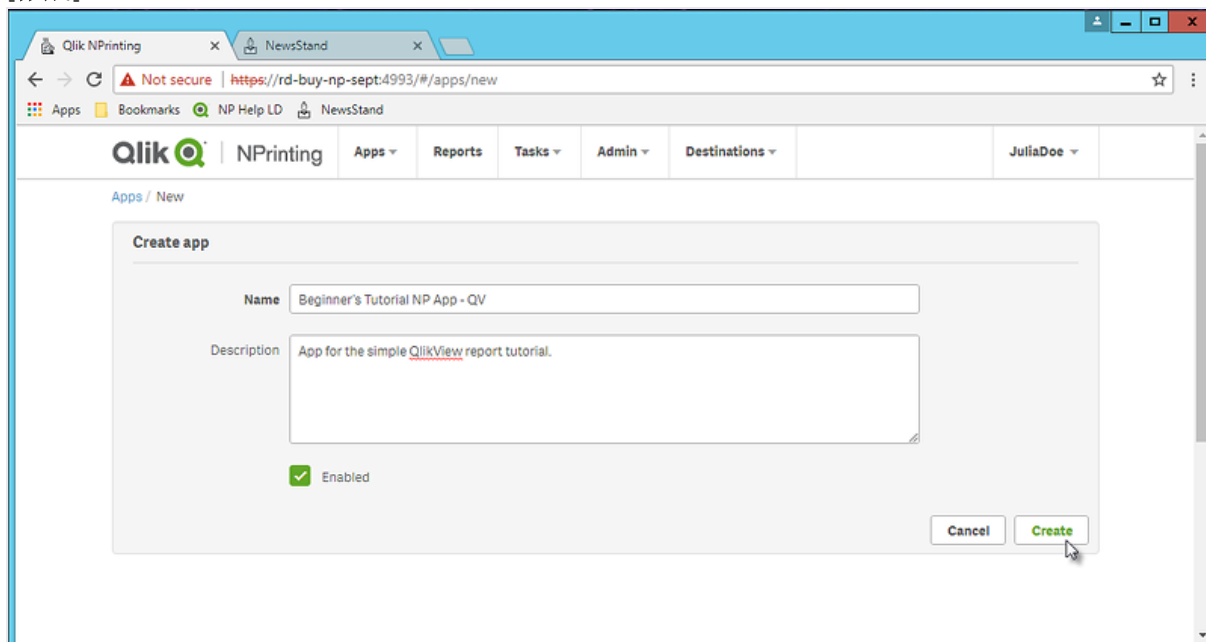 Qlik NPrinting
NewsStand
Not secure | https://rd-buy-np-sept:4993/#/apps/new
Apps Bookmarks NP Help LD NewsStand
Qlik NPrinting Apps Reports Tasks Admin Destinations JuliaDoe
Apps / New
Create app
Name Beginner's Tutorial NP App - QV
Description App for the simple QlikView report tutorial.
Enabled
Cancel Create